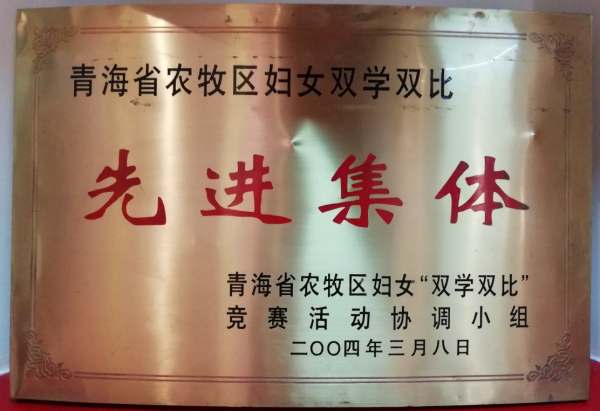 青海省农牧区妇女双学双比
先进集体
青海省农牧区妇女“双学双比”
竞赛活动协调小组
二〇〇四年三月八日